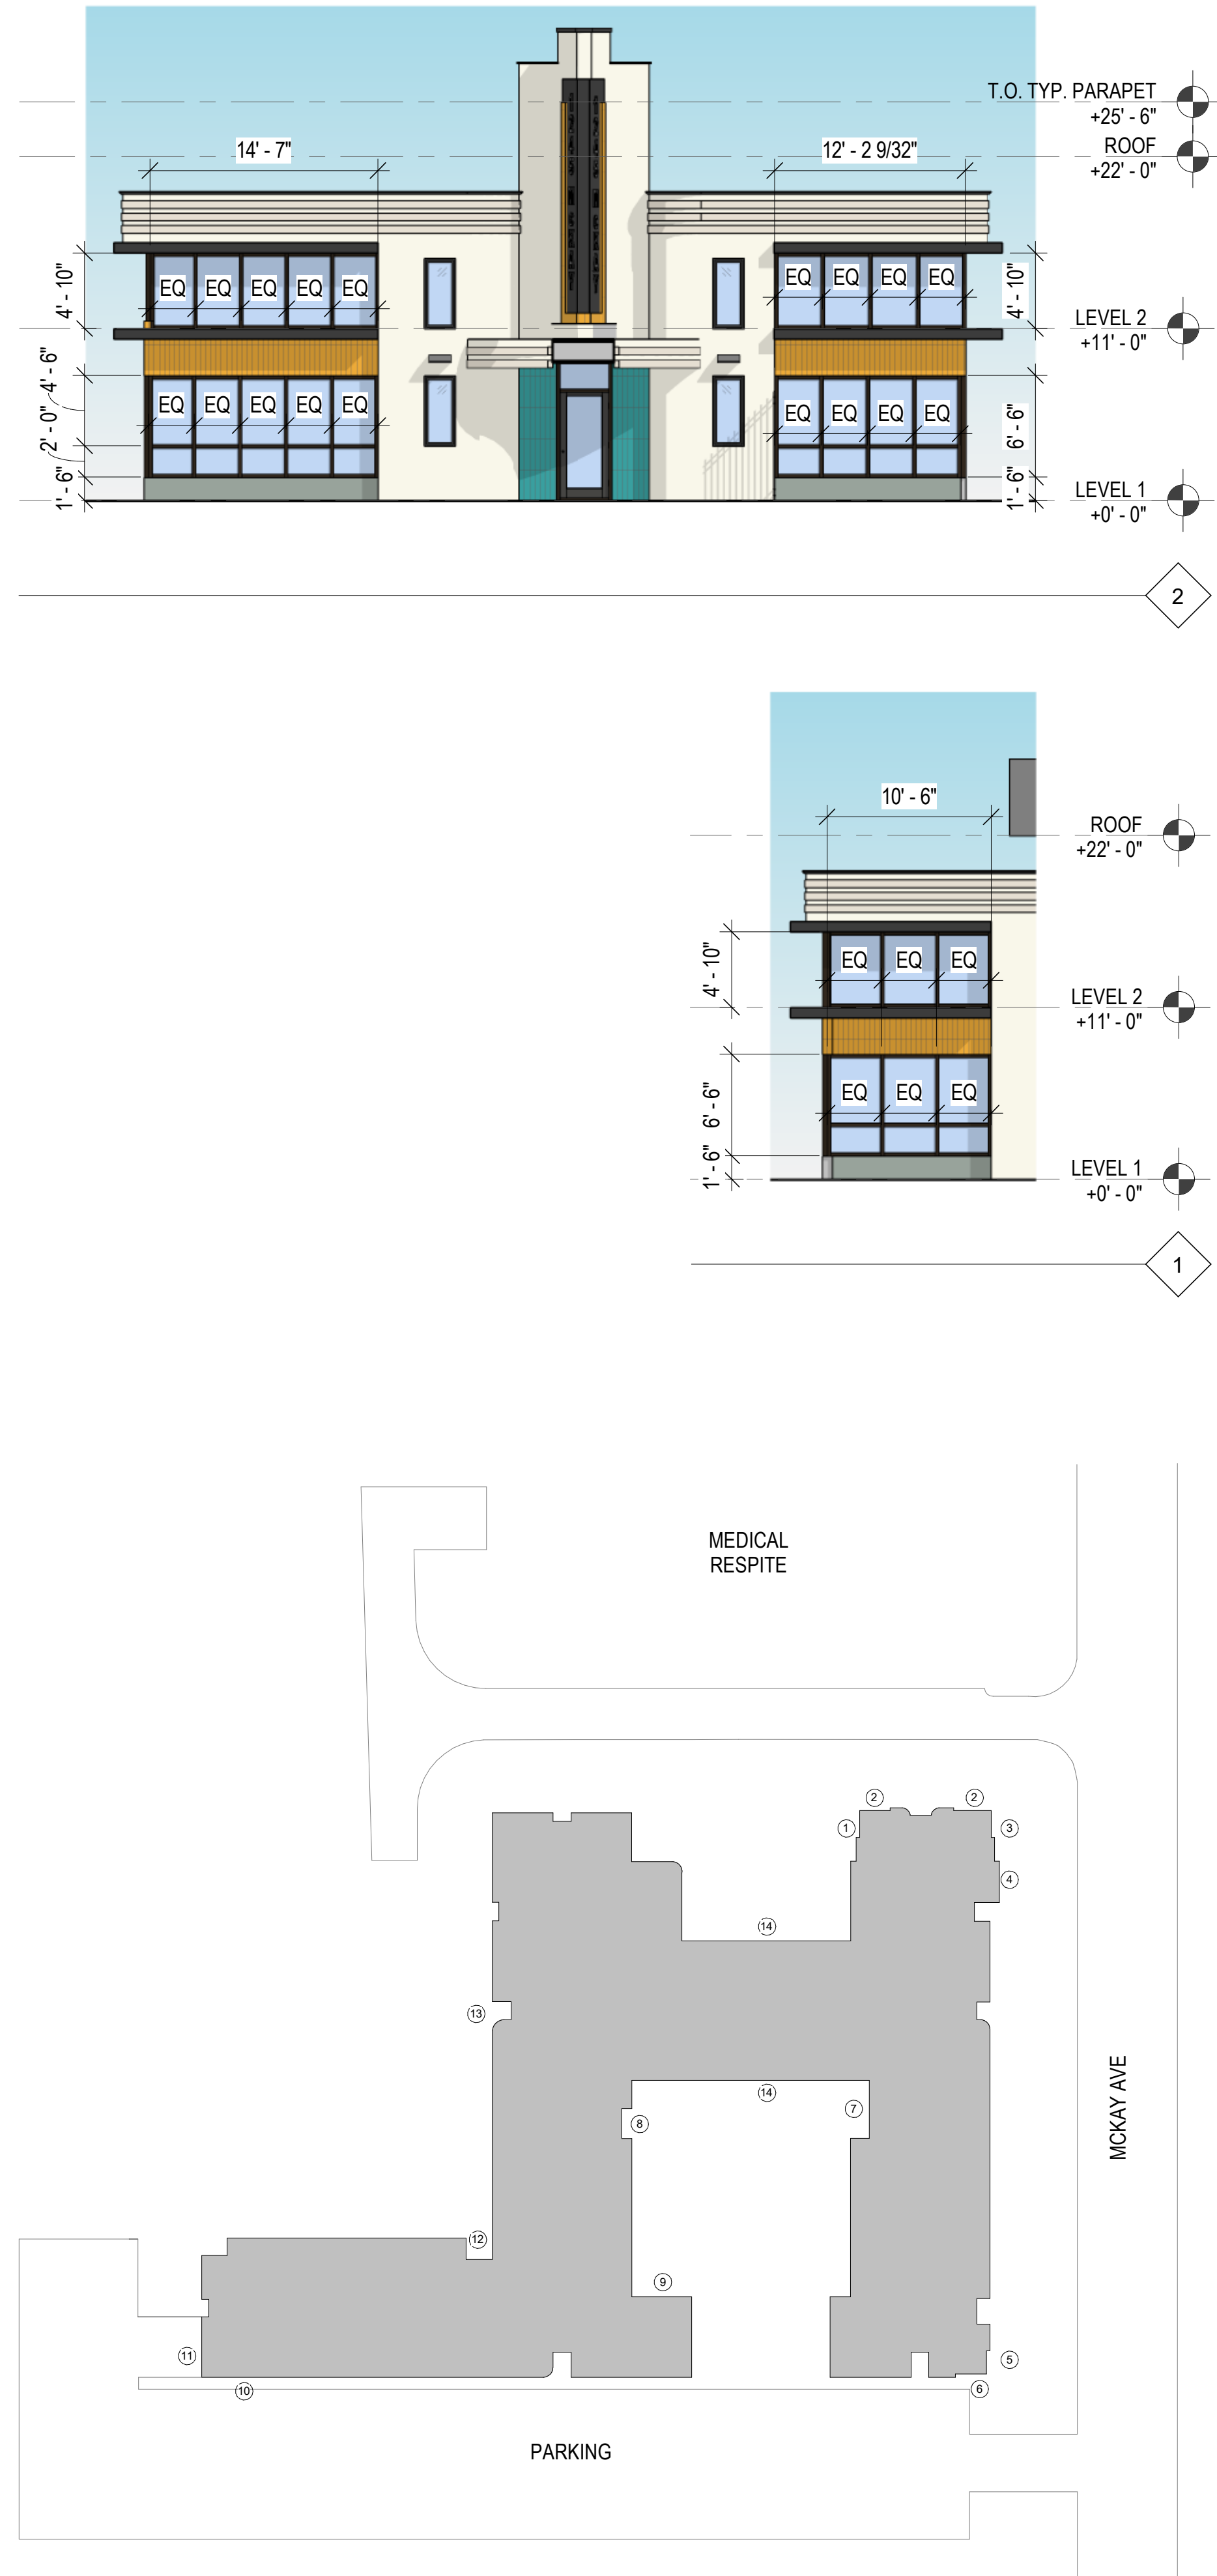 T.O. TYP. PARAPET
+25' - 6"
14' - 7"
12' - 2 9/32"
ROOF
+22' - 0"
4' - 10"
EQ EQ EQ EQ EQ
EQ EQ EQ EQ
4' - 10"
LEVEL 2
+11' - 0"
4' - 6"
EQ EQ EQ EQ EQ
EQ EQ EQ EQ
2' - 0"
6' - 6"
1' - 6"
1' - 6"
LEVEL 1
+0' - 0"
2
10' - 6"
ROOF
+22' - 0"
4' - 10"
EQ EQ EQ
LEVEL 2
+11' - 0"
6' - 6"
EQ EQ EQ
1' - 6"
LEVEL 1
+0' - 0"
1
MEDICAL
RESPITE
2 2
1 3
4
14
13
14
7
8
MCKAY AVE
12
9
11
5
10
6
PARKING